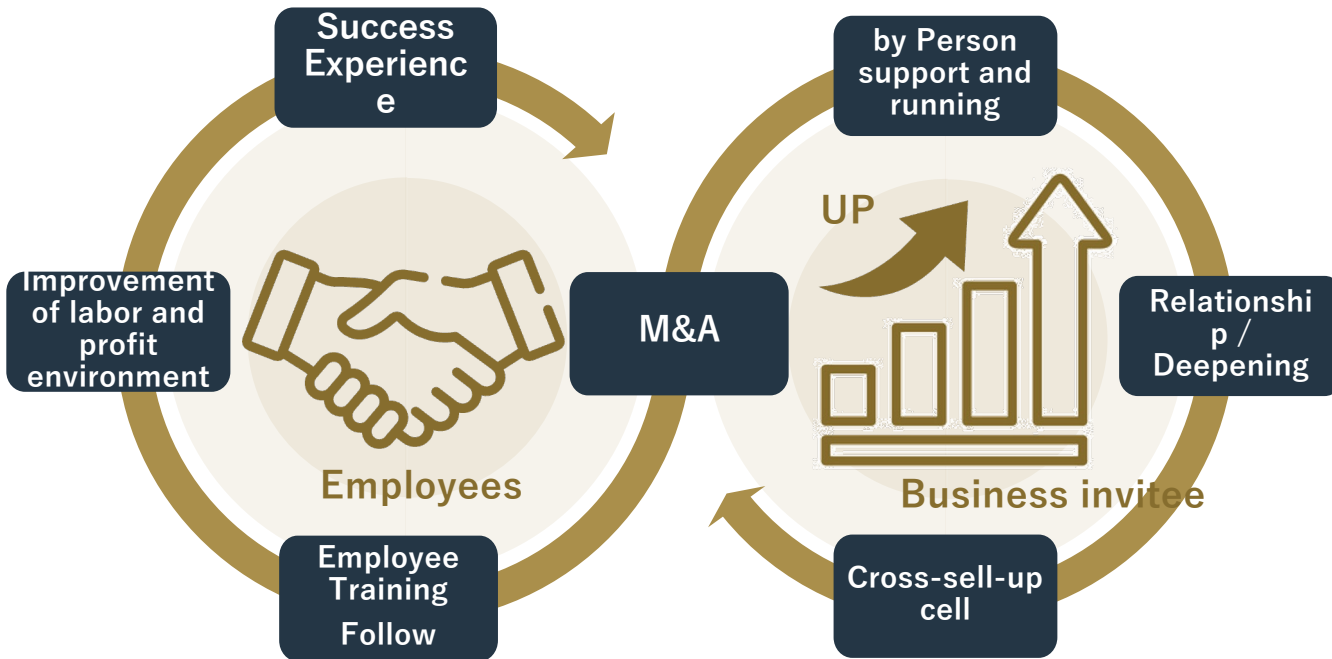 Success
Experienc
e
by Person
support and
running
UP
Improvement
of labor and
profit
environment
M&A
Relationshi
p /
Deepening
Employees
Business invitee
Employee
Training
Follow
Cross-sell-up
cell